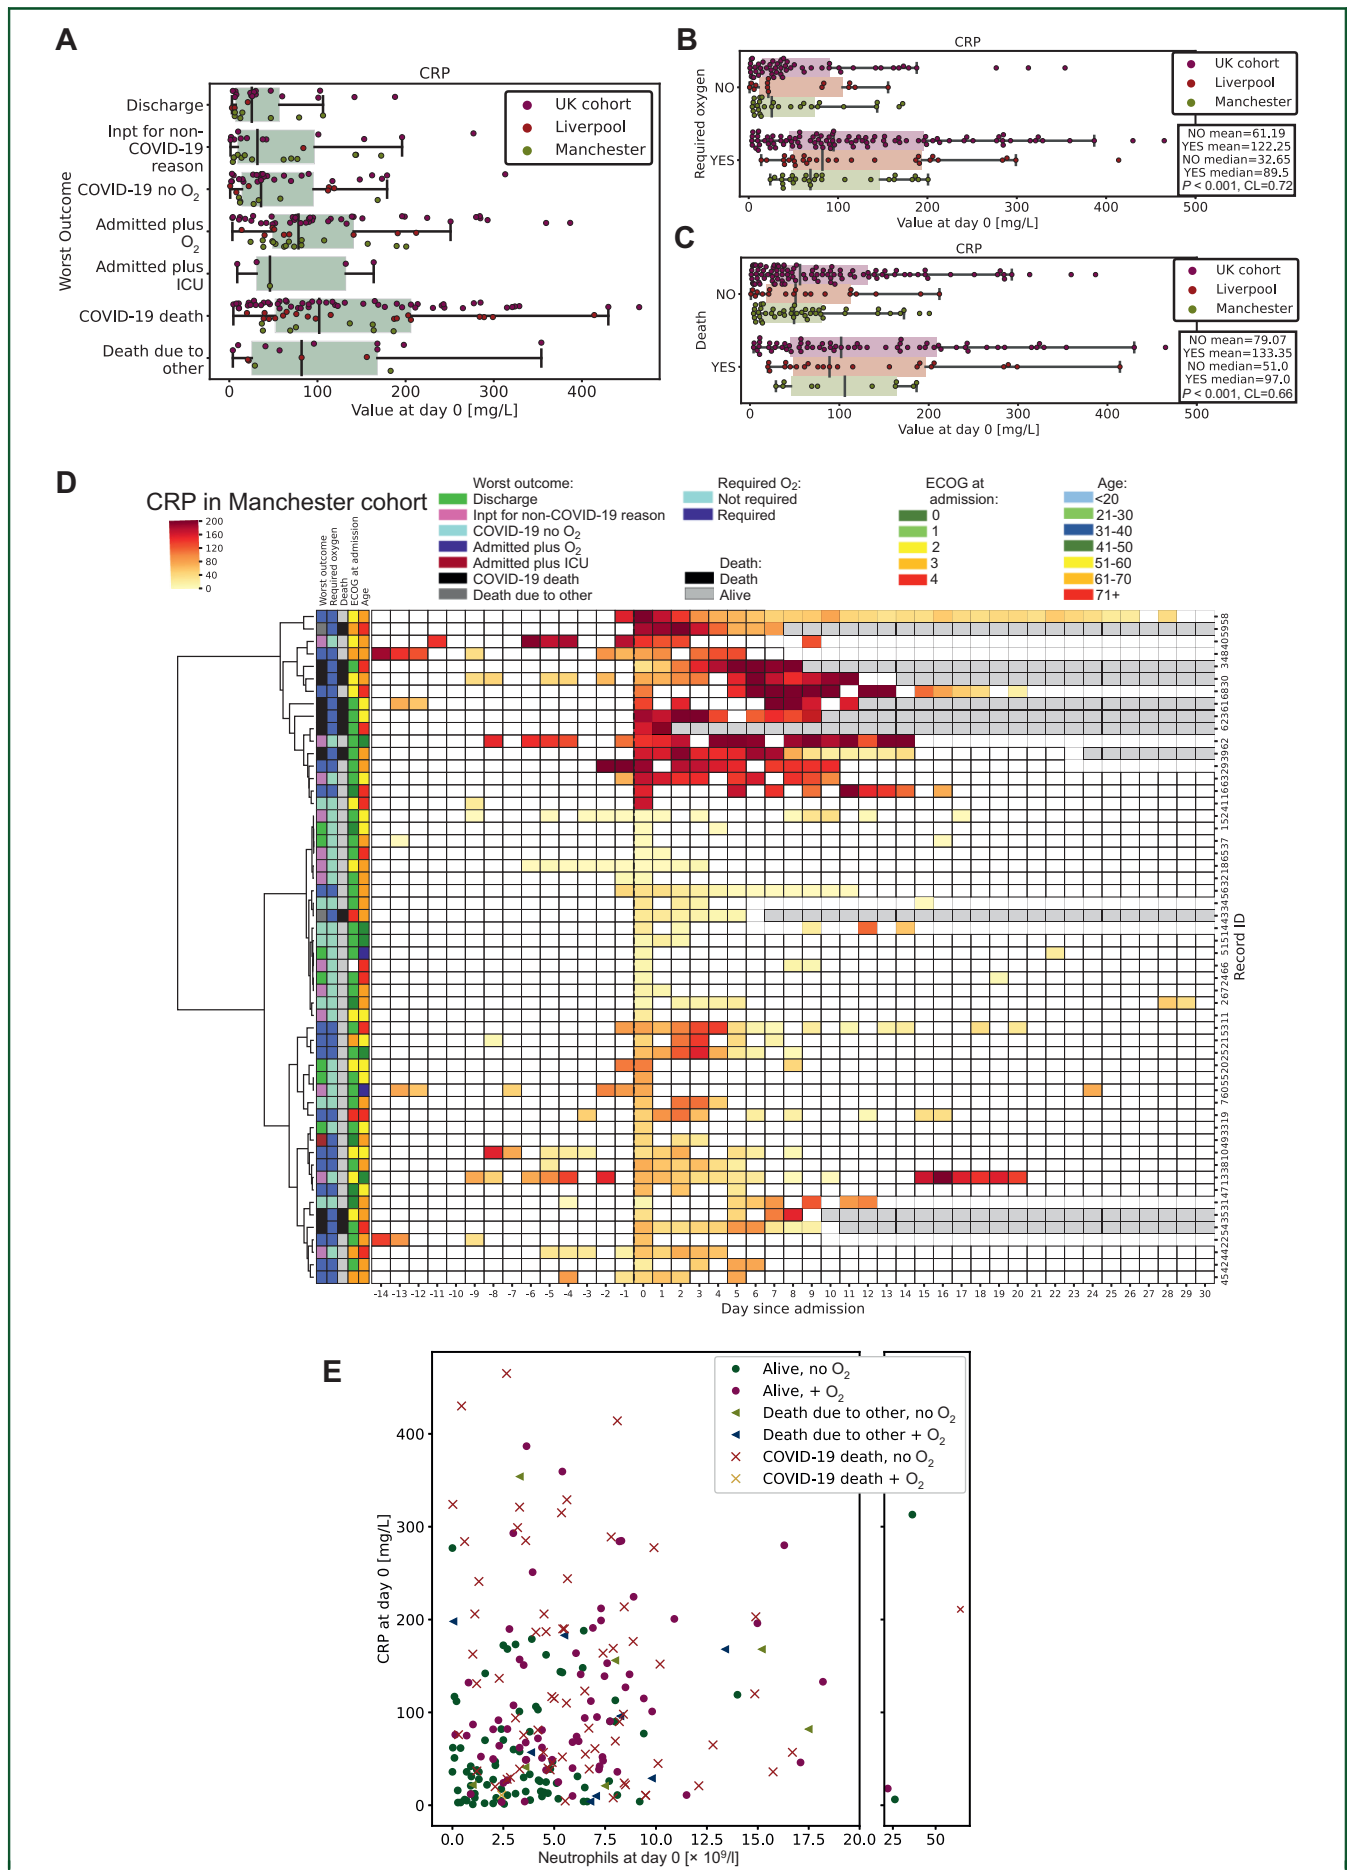 A
CRP
Worst Outcome
Discharge
Inpt for non-
COVID-19
reason
COVID-19 no O2
Admitted plus
O2
Admitted plus
ICU
COVID-19 death
Death due to
other
UK cohort
Liverpool
Manchester
0 100 200 300 400
Value at day 0 [mg/L]
B
CRP
Required oxygen
NO
YES
UK cohort
Liverpool
Manchester
NO mean=61.19
YES mean=122.25
NO median=32.65
YES median=89.5
P < 0.001, CL=0.72
0 100 200 300 400 500
Value at day 0 [mg/L]
C
CRP
Death
NO
YES
UK cohort
Liverpool
Manchester
NO mean=79.07
YES mean=133.35
NO median=51.0
YES median=97.0
P < 0.001, CL=0.66
0 100 200 300 400 500
Value at day 0 [mg/L]
D
CRP in Manchester cohort
200
160
120
80
40
0
Worst outcome:
Discharge
Inpt for non-COVID-19 reason
COVID-19 no O2
Admitted plus O2
Admitted plus ICU
COVID-19 death
Death due to other
Required O2:
Not required
Required
Death:
Death
Alive
ECOG at
admission:
0
1
2
3
4
Age:
<20
21-30
31-40
41-50
51-60
61-70
71+
Worst outcome
Required oxygen
Death
ECOG at admission
Age
Record ID
-14 -13 -12 -11 -10 -9 -8 -7 -6 -5 -4 -3 -2 -1 0 1 2 3 4 5 6 7 8 9 10 11 12 13 14 15 16 17 18 19 20 21 22 23 24 25 26 27 28 29 30
Day since admission
E
Alive, no O2
Alive, + O2
Death due to other, no O2
Death due to other + O2
COVID-19 death, no O2
COVID-19 death + O2
CRP at day 0 [mg/L]
400
300
200
100
0
0.0 2.5 5.0 7.5 10.0 12.5 15.0 17.5 20.0 25 50
Neutrophils at day 0 [× 10⁹/l]